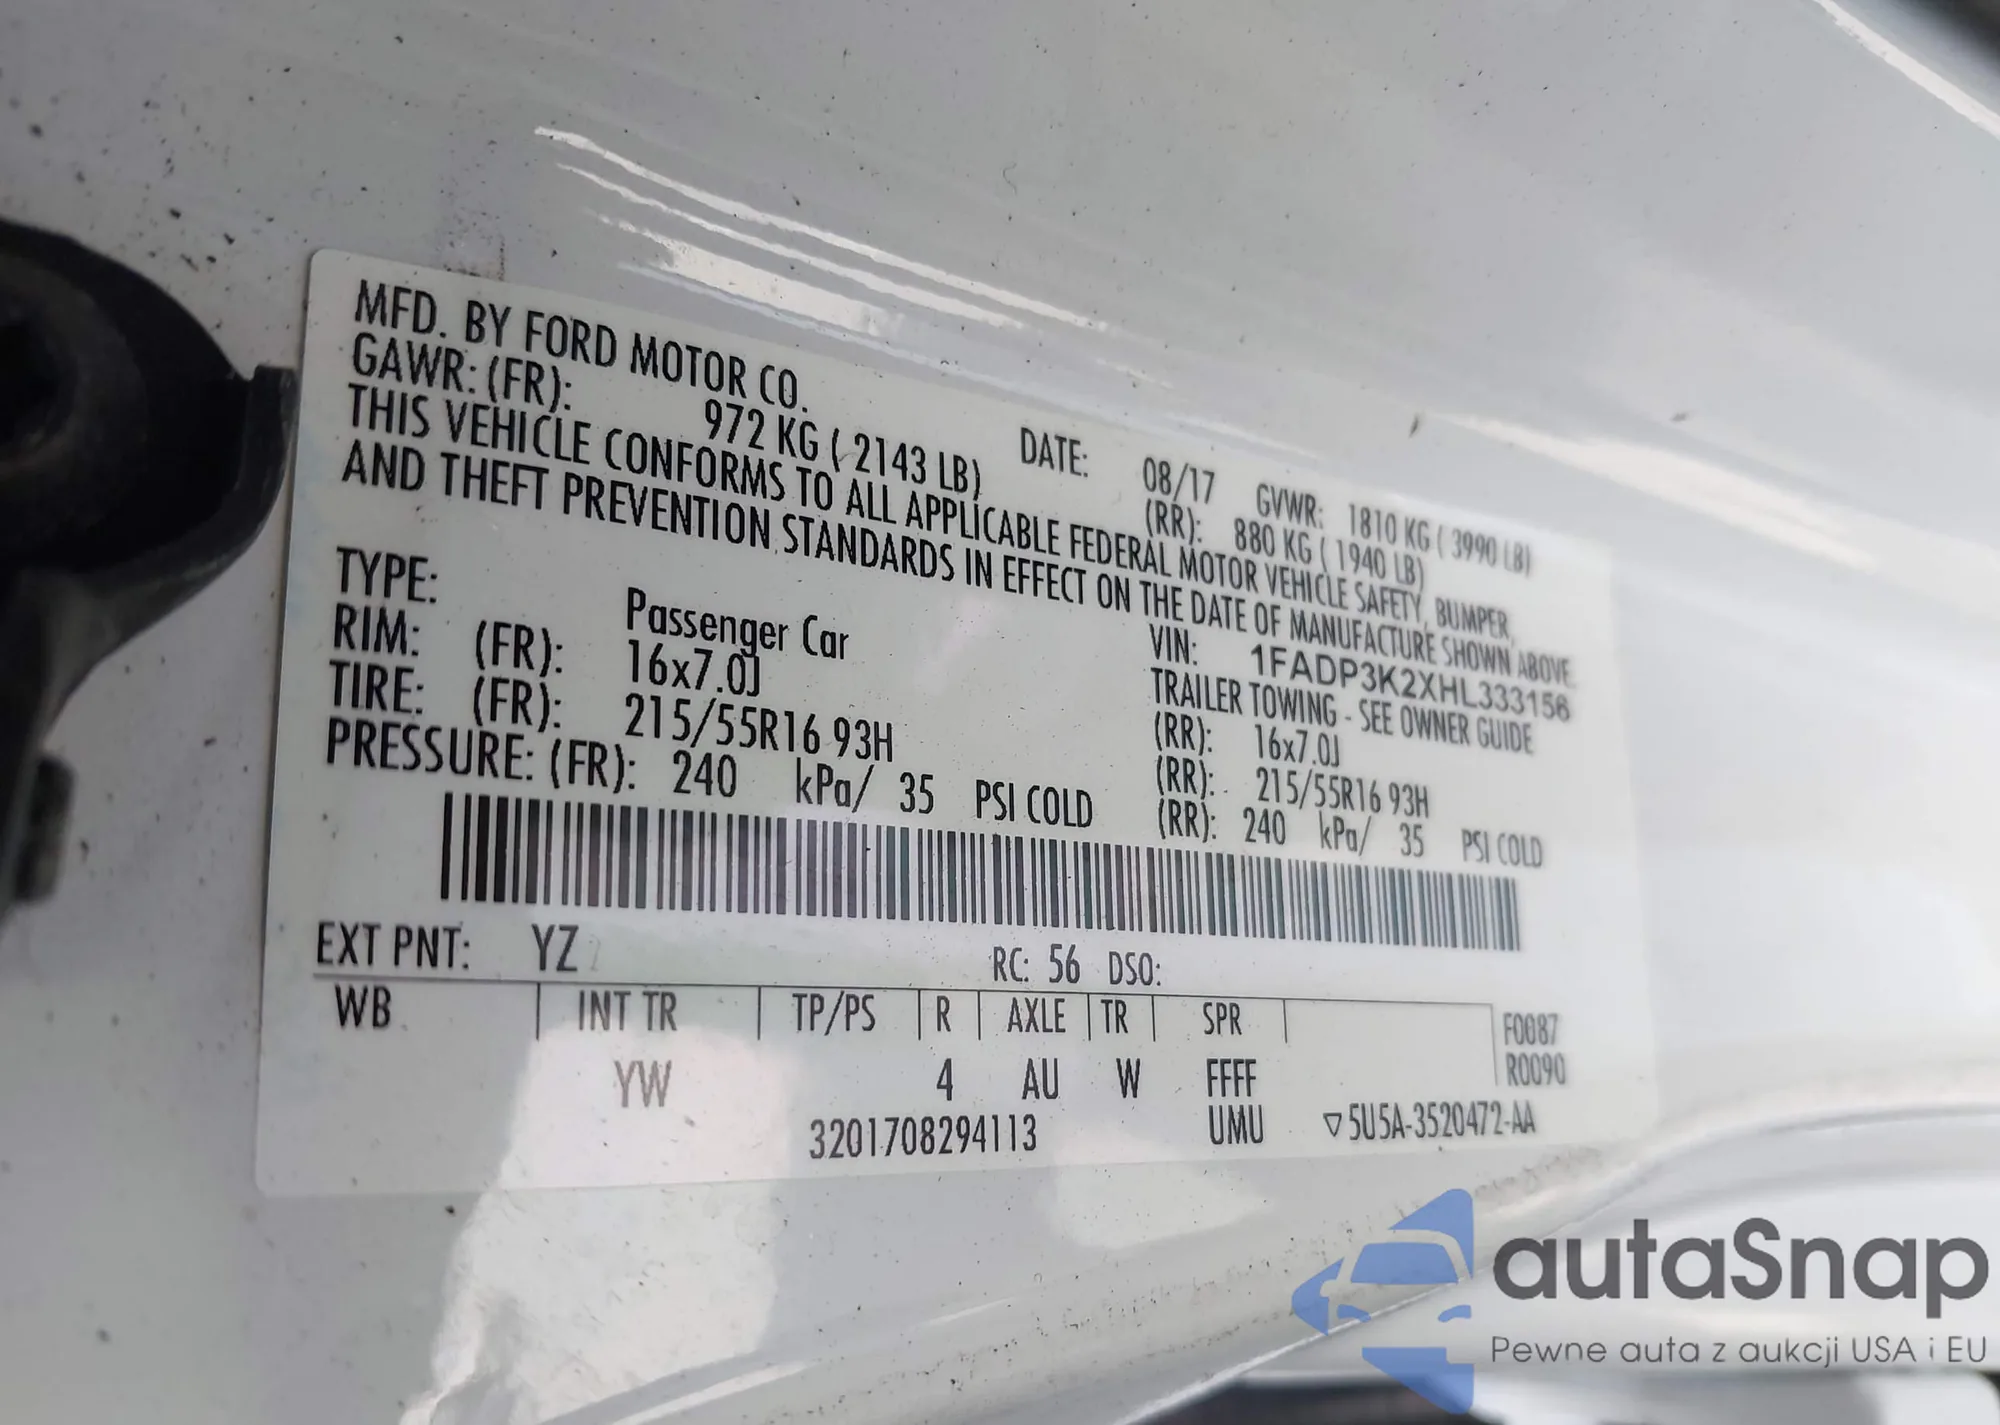 MFD. BY FORD MOTOR CO.
DATE: 08/17 GVWR: 1810 KG ( 3990 LB)
GAWR: (FR): 972 KG ( 2143 LB) (RR): 880 KG ( 1940 LB)
THIS VEHICLE CONFORMS TO ALL APPLICABLE FEDERAL MOTOR VEHICLE SAFETY, BUMPER,
AND THEFT PREVENTION STANDARDS IN EFFECT ON THE DATE OF MANUFACTURE SHOWN ABOVE.
VIN: 1FADP3K2XHL333156
TYPE: Passenger Car TRAILER TOWING - SEE OWNER GUIDE
RIM: (FR): 16x7.0J (RR): 16x7.0J
TIRE: (FR): 215/55R16 93H (RR): 215/55R16 93H
PRESSURE: (FR): 240 kPa/ 35 PSI COLD (RR): 240 kPa/ 35 PSI COLD
EXT PNT: YZ RC: 56 DSO:
WB INT TR TP/PS R AXLE TR SPR F0087
YW 4 AU W FFFF R0090
3201708294113 UMU ▽5U5A-3520472-AA
autaSnap
Pewne auta z aukcji USA i EU